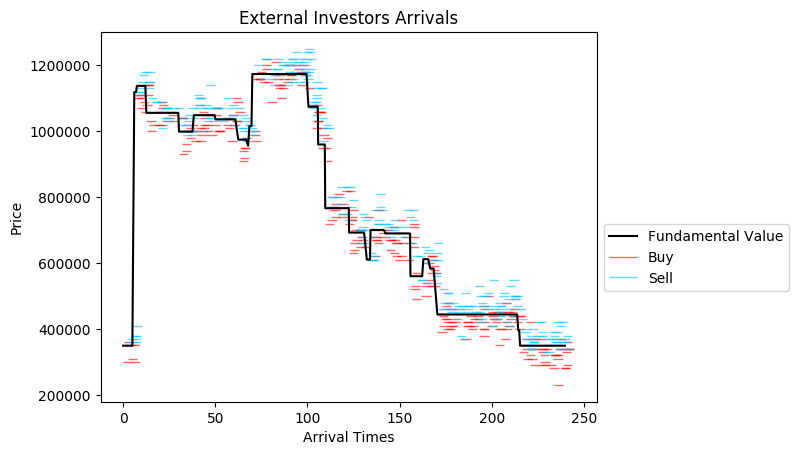 External Investors Arrivals
Price
1200000
1000000
800000
600000
400000
200000
0
50
100
150
200
250
Arrival Times
Fundamental Value
Buy
Sell